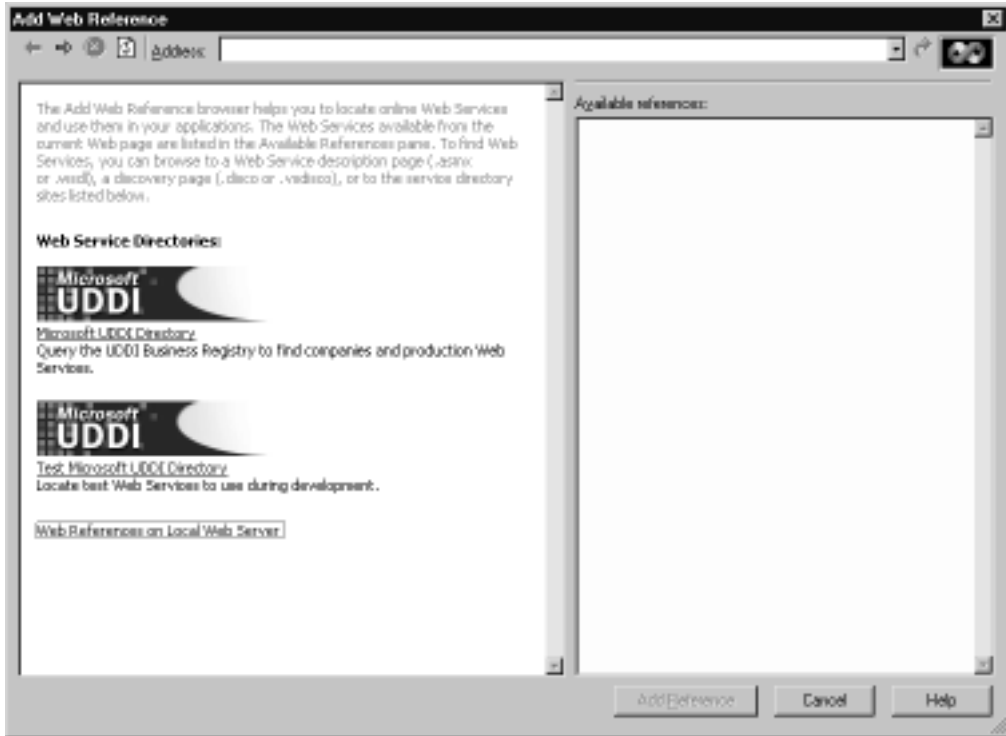 Add Web Reference
Address:
The Add Web Reference browser helps you to locate online Web Services
and use them in your applications. The Web Services available from the
current Web page are listed in the Available References pane. To find Web
Services, you can browse to a Web Service description page (.asmx
or .wsdl), a discovery page (.disco or .vsdisco), or to the service directory
sites listed below.
Web Service Directories:
Microsoft
UDDI
Microsoft UDDI Directory
Query the UDDI Business Registry to find companies and production Web
Services.
Microsoft
UDDI
Test Microsoft UDDI Directory
Locate test Web Services to use during development.
Web References on Local Web Server
Available references:
Add Reference
Cancel
Help